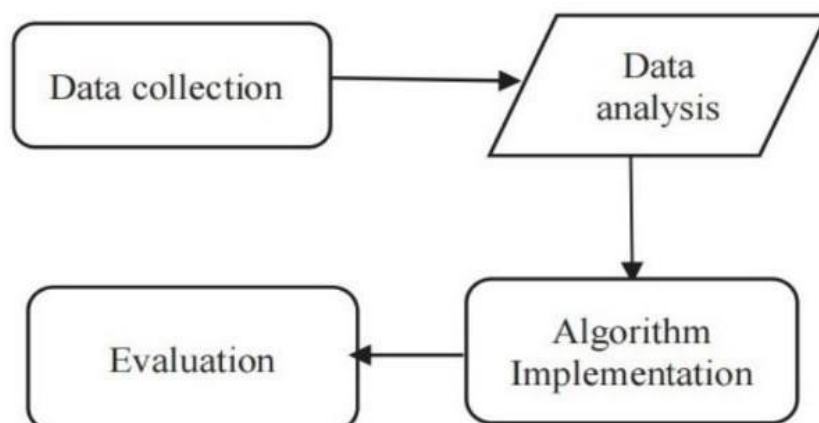 Data collection
Data
analysis
Algorithm
Implementation
Evaluation